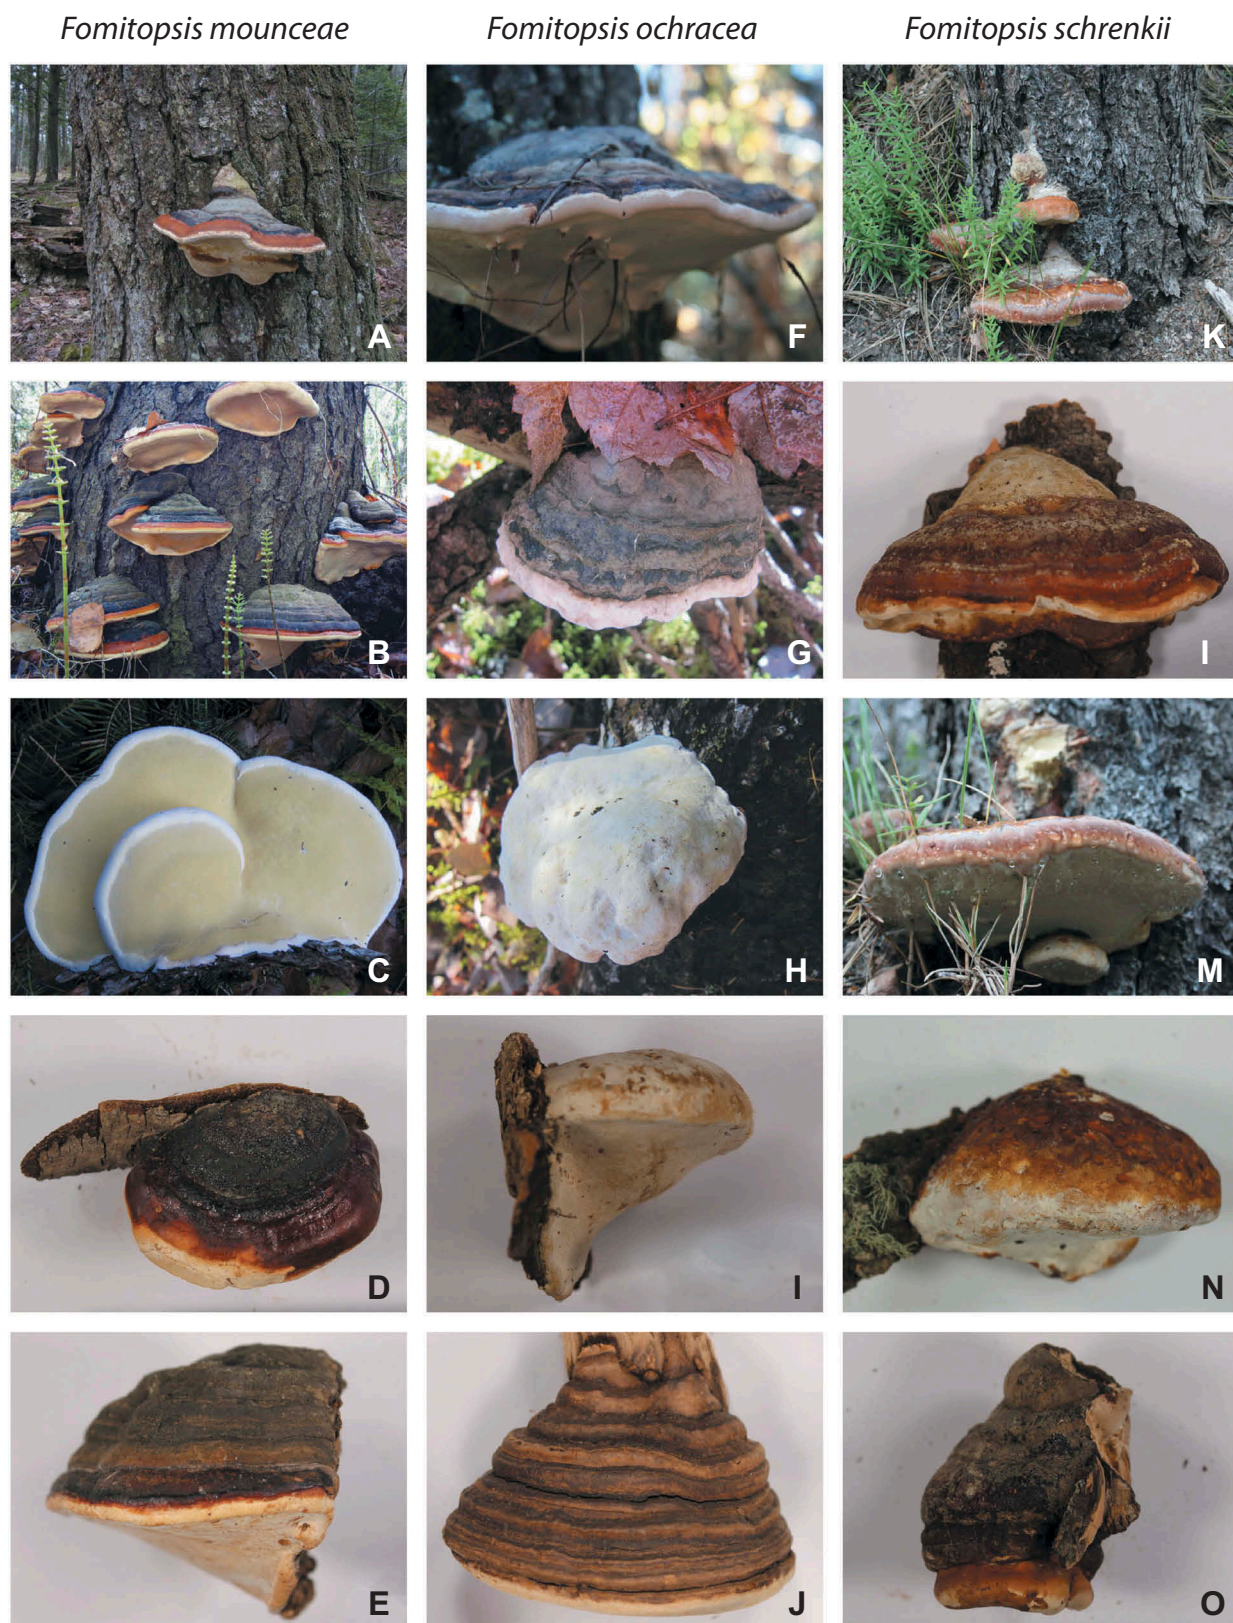 Fomitopsis mounceae Fomitopsis ochracea Fomitopsis schrenkii
A F K
B G I
C H M
D I N
E J O